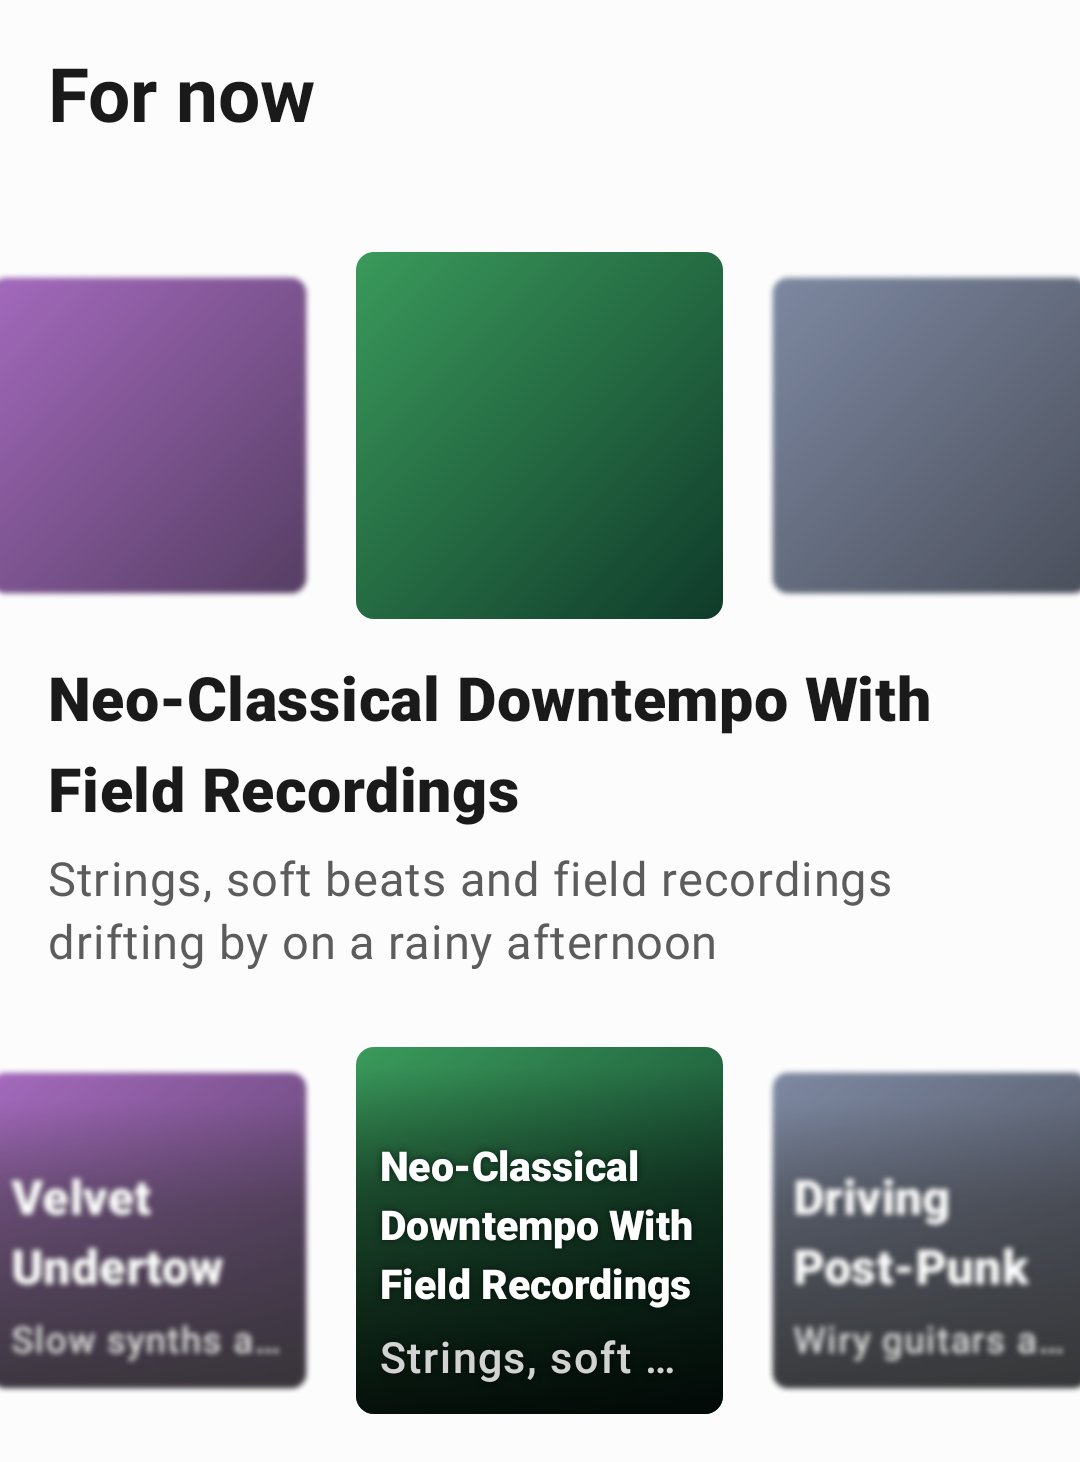 For now
Neo-Classical Downtempo With
Field Recordings
Strings, soft beats and field recordings
drifting by on a rainy afternoon
Velvet
Undertow
Slow synths a…
Neo-Classical
Downtempo With
Field Recordings
Strings, soft …
Driving
Post-Punk
Wiry guitars a…